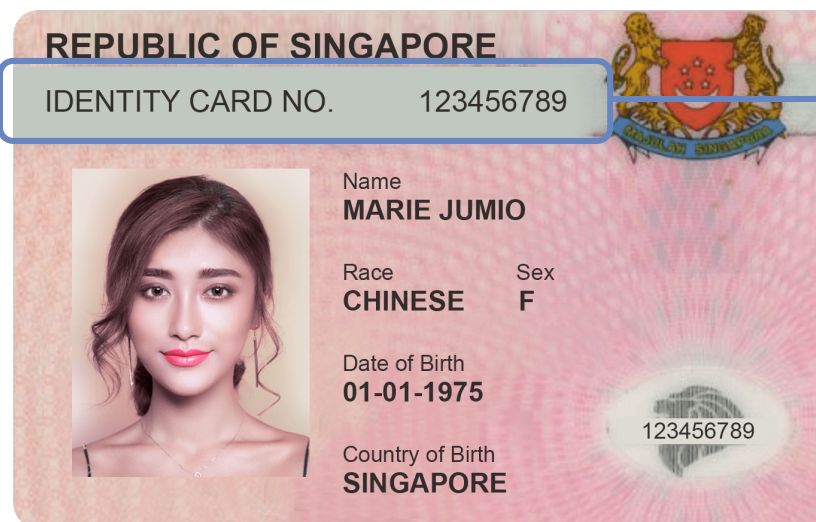 REPUBLIC OF SINGAPORE
IDENTITY CARD NO. 123456789
MAJULAH SINGAPURA
Name
MARIE JUMIO
Race Sex
CHINESE F
Date of Birth
01-01-1975
123456789
Country of Birth
SINGAPORE